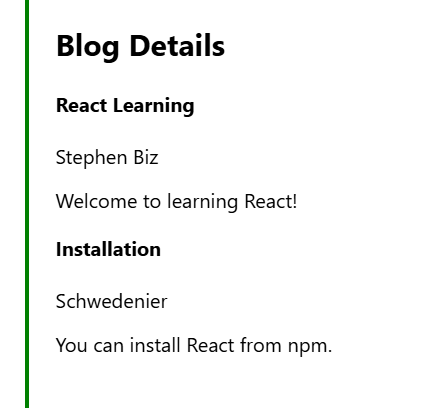 Blog Details
React Learning
Stephen Biz
Welcome to learning React!
Installation
Schwedenier
You can install React from npm.